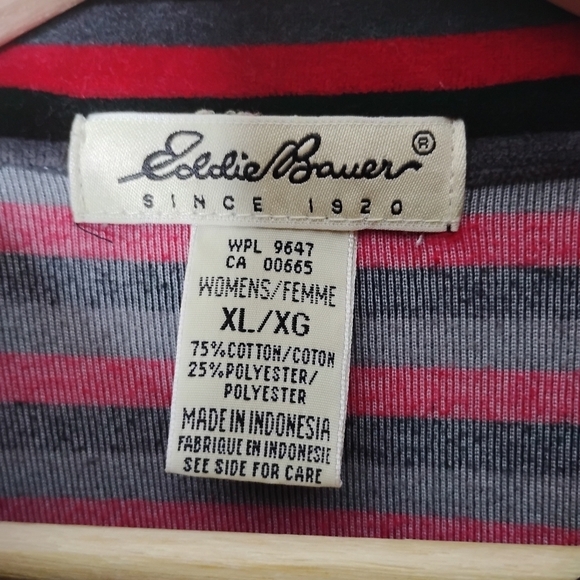 Eddie Bauer®
SINCE 1920
WPL 9647
CA 00665
WOMENS/FEMME
XL/XG
75%COTTON/COTON
25%POLYESTER/
POLYESTER
MADE IN INDONESIA
FABRIQUE EN INDONESIE
SEE SIDE FOR CARE